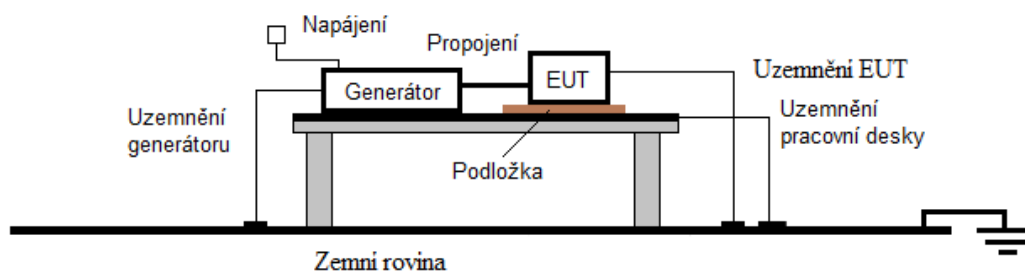 Napájení
Propojení
Generátor
EUT
Uzemnění EUT
Uzemnění
generátoru
Uzemnění
pracovní desky
Podložka
Zemní rovina